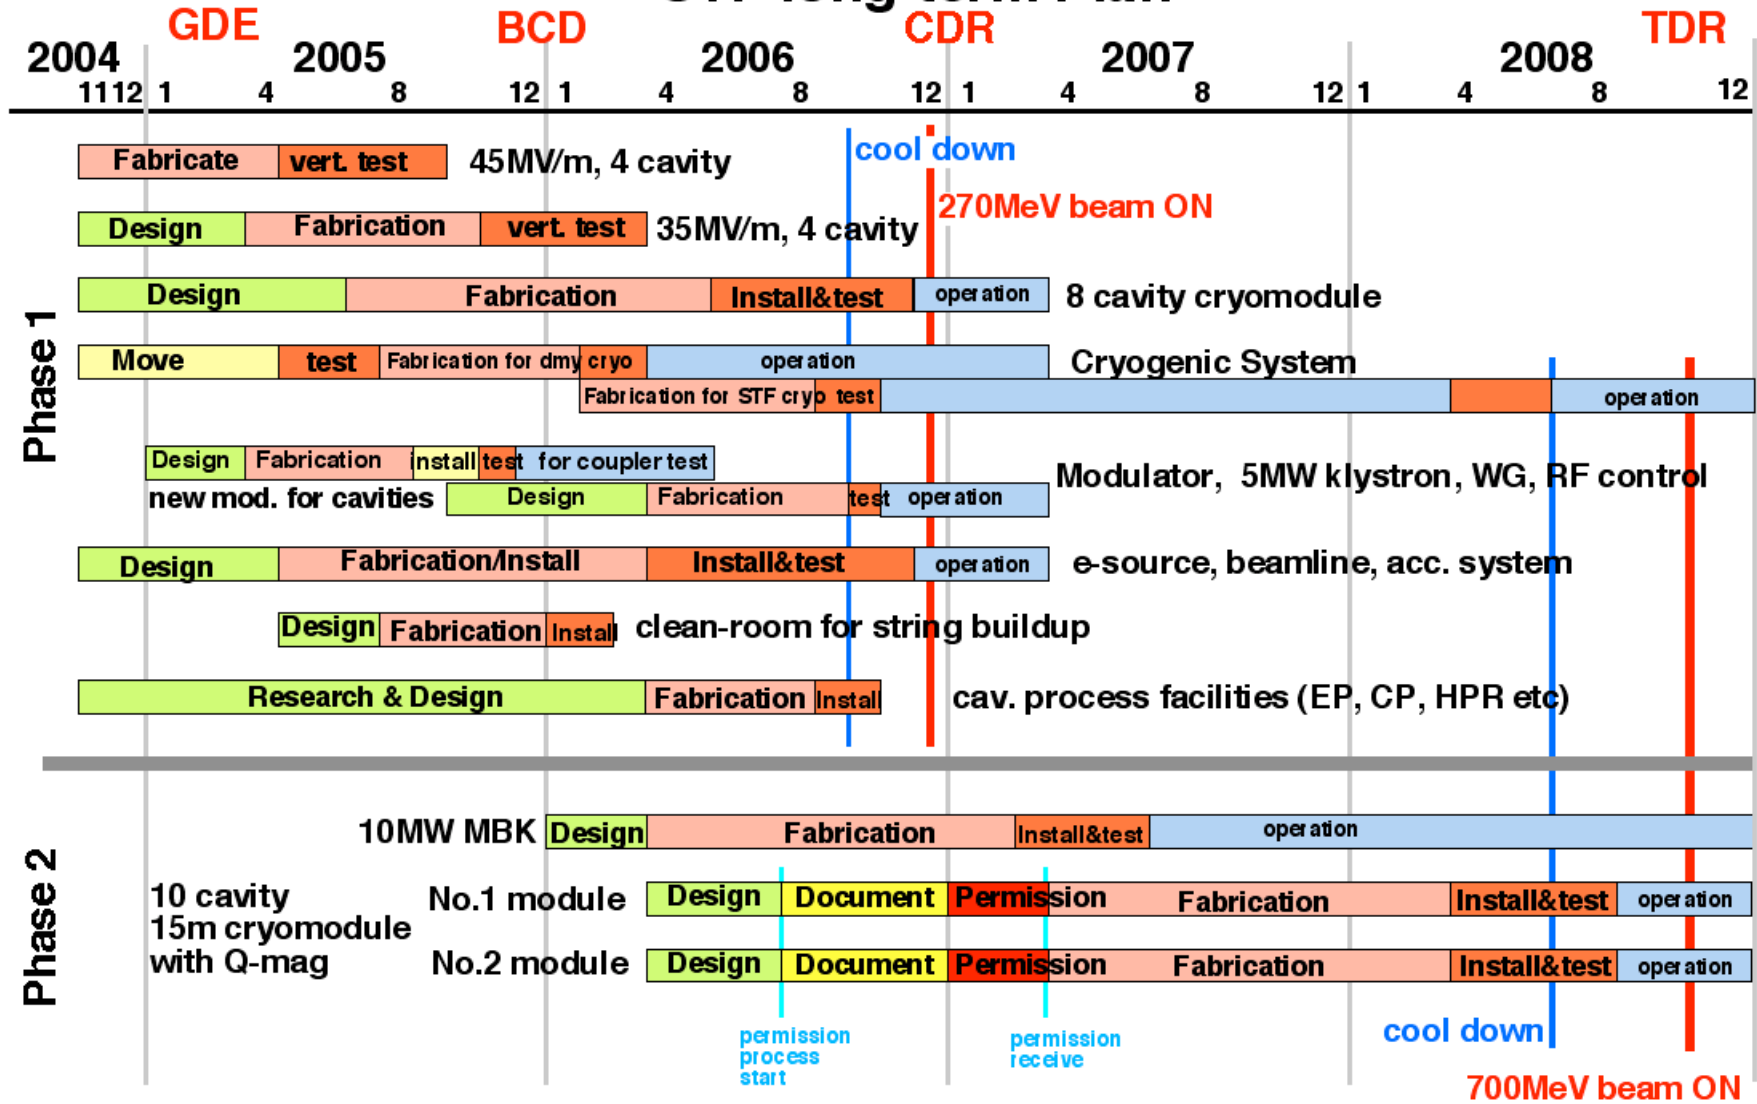 GDE BCD CDR TDR
2004 2005 2006 2007 2008
11 12 1 4 8 12 1 4 8 12 1 4 8 12 1 4 8 12
cool down
Fabricate vert. test 45MV/m, 4 cavity
270MeV beam ON
Design Fabrication vert. test 35MV/m, 4 cavity
Phase 1
Design Fabrication Install&test operation 8 cavity cryomodule
Move test Fabrication for dmy cryo operation Cryogenic System
Fabrication for STF cryo test operation
Design Fabrication install test for coupler test
Modulator, 5MW klystron, WG, RF control
new mod. for cavities Design Fabrication test operation
Design Fabrication/Install Install&test operation e-source, beamline, acc. system
Design Fabrication Install clean-room for string buildup
Research & Design Fabrication Install cav. process facilities (EP, CP, HPR etc)
Phase 2
10MW MBK Design Fabrication Install&test operation
10 cavity
15m cryomodule
with Q-mag
No.1 module Design Document Permission Fabrication Install&test operation
No.2 module Design Document Permission Fabrication Install&test operation
permission
process
start
permission
receive
cool down
700MeV beam ON